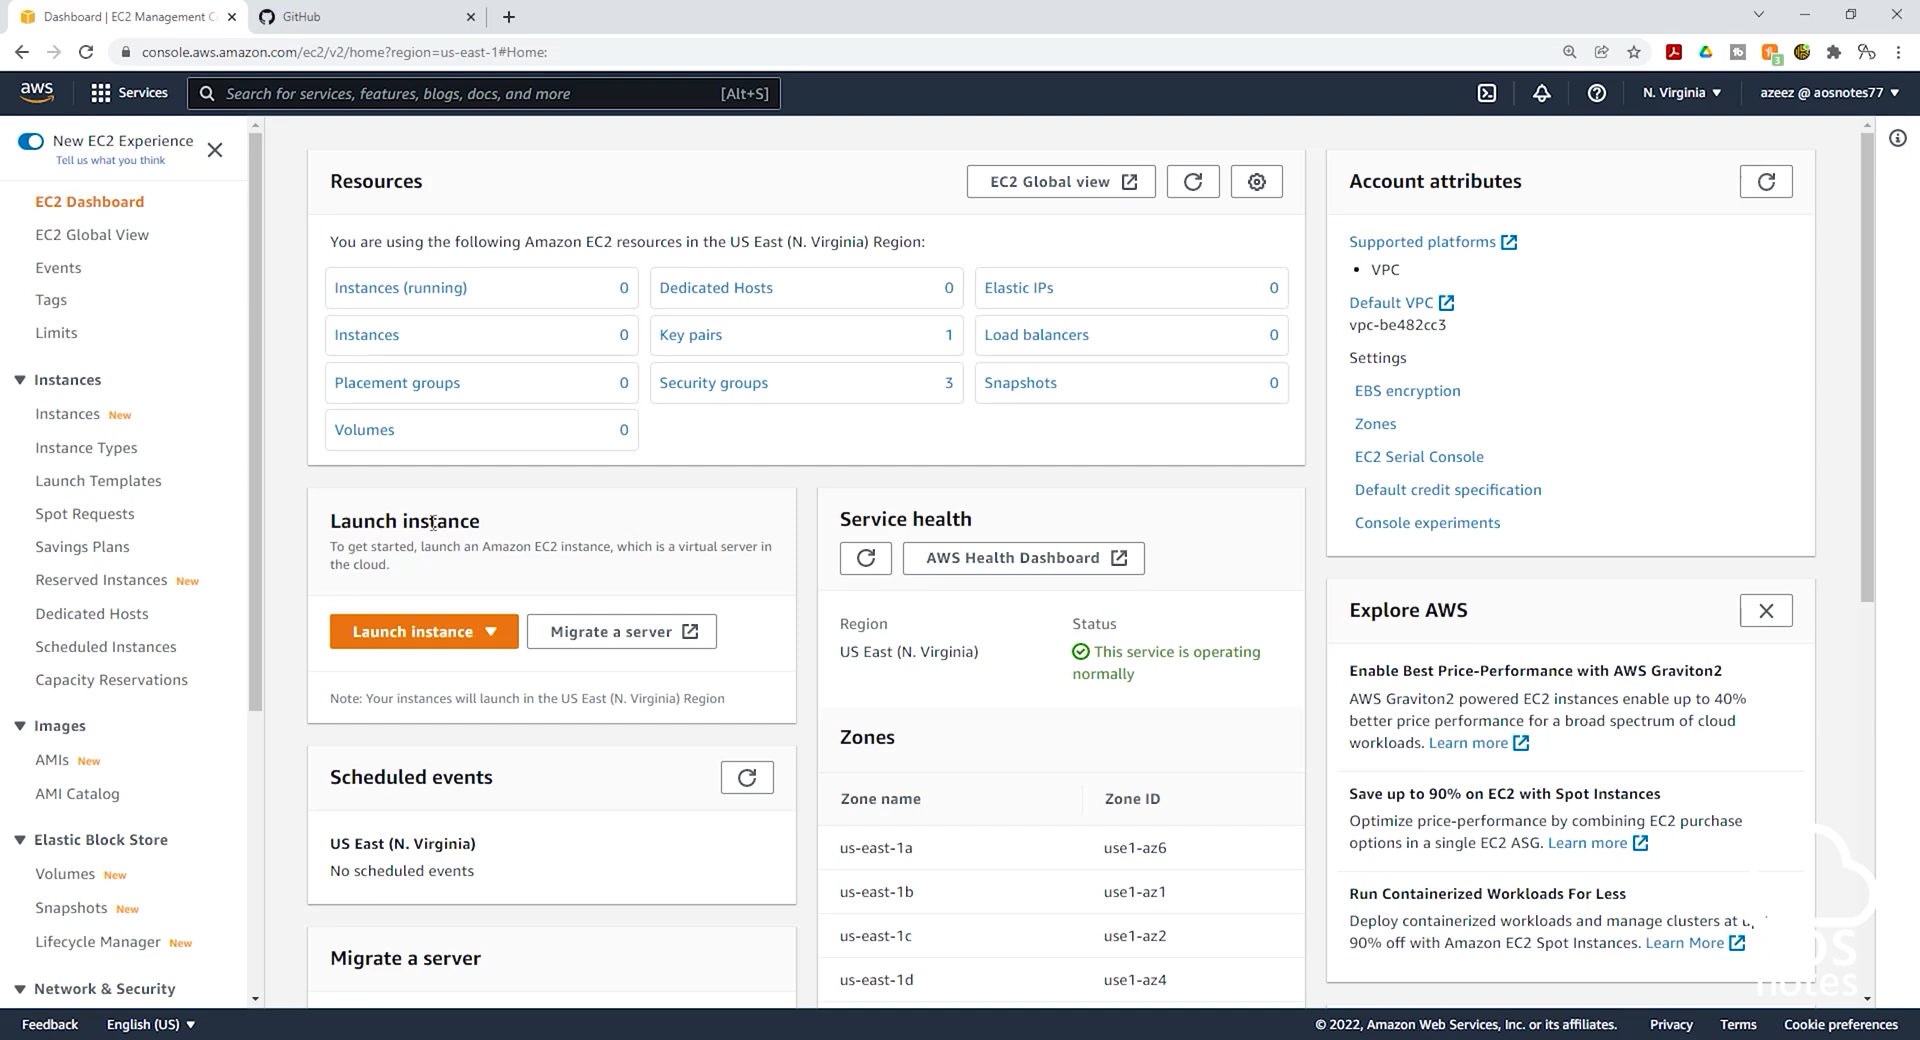 Dashboard | EC2 Management C
GitHub
console.aws.amazon.com/ec2/v2/home?region=us-east-1#Home:
3
aws
Services
Search for services, features, blogs, docs, and more
[Alt+S]
N. Virginia
azeez @ aosnotes77
New EC2 Experience
Tell us what you think
EC2 Dashboard
EC2 Global View
Events
Tags
Limits
Instances
Instances New
Instance Types
Launch Templates
Spot Requests
Savings Plans
Reserved Instances New
Dedicated Hosts
Scheduled Instances
Capacity Reservations
Images
AMIs New
AMI Catalog
Elastic Block Store
Volumes New
Snapshots New
Lifecycle Manager New
Network & Security
Resources
EC2 Global view
You are using the following Amazon EC2 resources in the US East (N. Virginia) Region:
Instances (running) 0
Dedicated Hosts 0
Elastic IPs 0
Instances 0
Key pairs 1
Load balancers 0
Placement groups 0
Security groups 3
Snapshots 0
Volumes 0
Launch instance
To get started, launch an Amazon EC2 instance, which is a virtual server in
the cloud.
Launch instance
Migrate a server
Note: Your instances will launch in the US East (N. Virginia) Region
Scheduled events
US East (N. Virginia)
No scheduled events
Migrate a server
Service health
AWS Health Dashboard
Region
Status
US East (N. Virginia)
This service is operating
normally
Zones
Zone name
Zone ID
us-east-1a
use1-az6
us-east-1b
use1-az1
us-east-1c
use1-az2
us-east-1d
use1-az4
Account attributes
Supported platforms
• VPC
Default VPC
vpc-be482cc3
Settings
EBS encryption
Zones
EC2 Serial Console
Default credit specification
Console experiments
Explore AWS
Enable Best Price-Performance with AWS Graviton2
AWS Graviton2 powered EC2 instances enable up to 40%
better price performance for a broad spectrum of cloud
workloads. Learn more
Save up to 90% on EC2 with Spot Instances
Optimize price-performance by combining EC2 purchase
options in a single EC2 ASG. Learn more
Run Containerized Workloads For Less
Deploy containerized workloads and manage clusters at
90% off with Amazon EC2 Spot Instances. Learn More
notes
Feedback
English (US)
© 2022, Amazon Web Services, Inc. or its affiliates.
Privacy
Terms
Cookie preferences